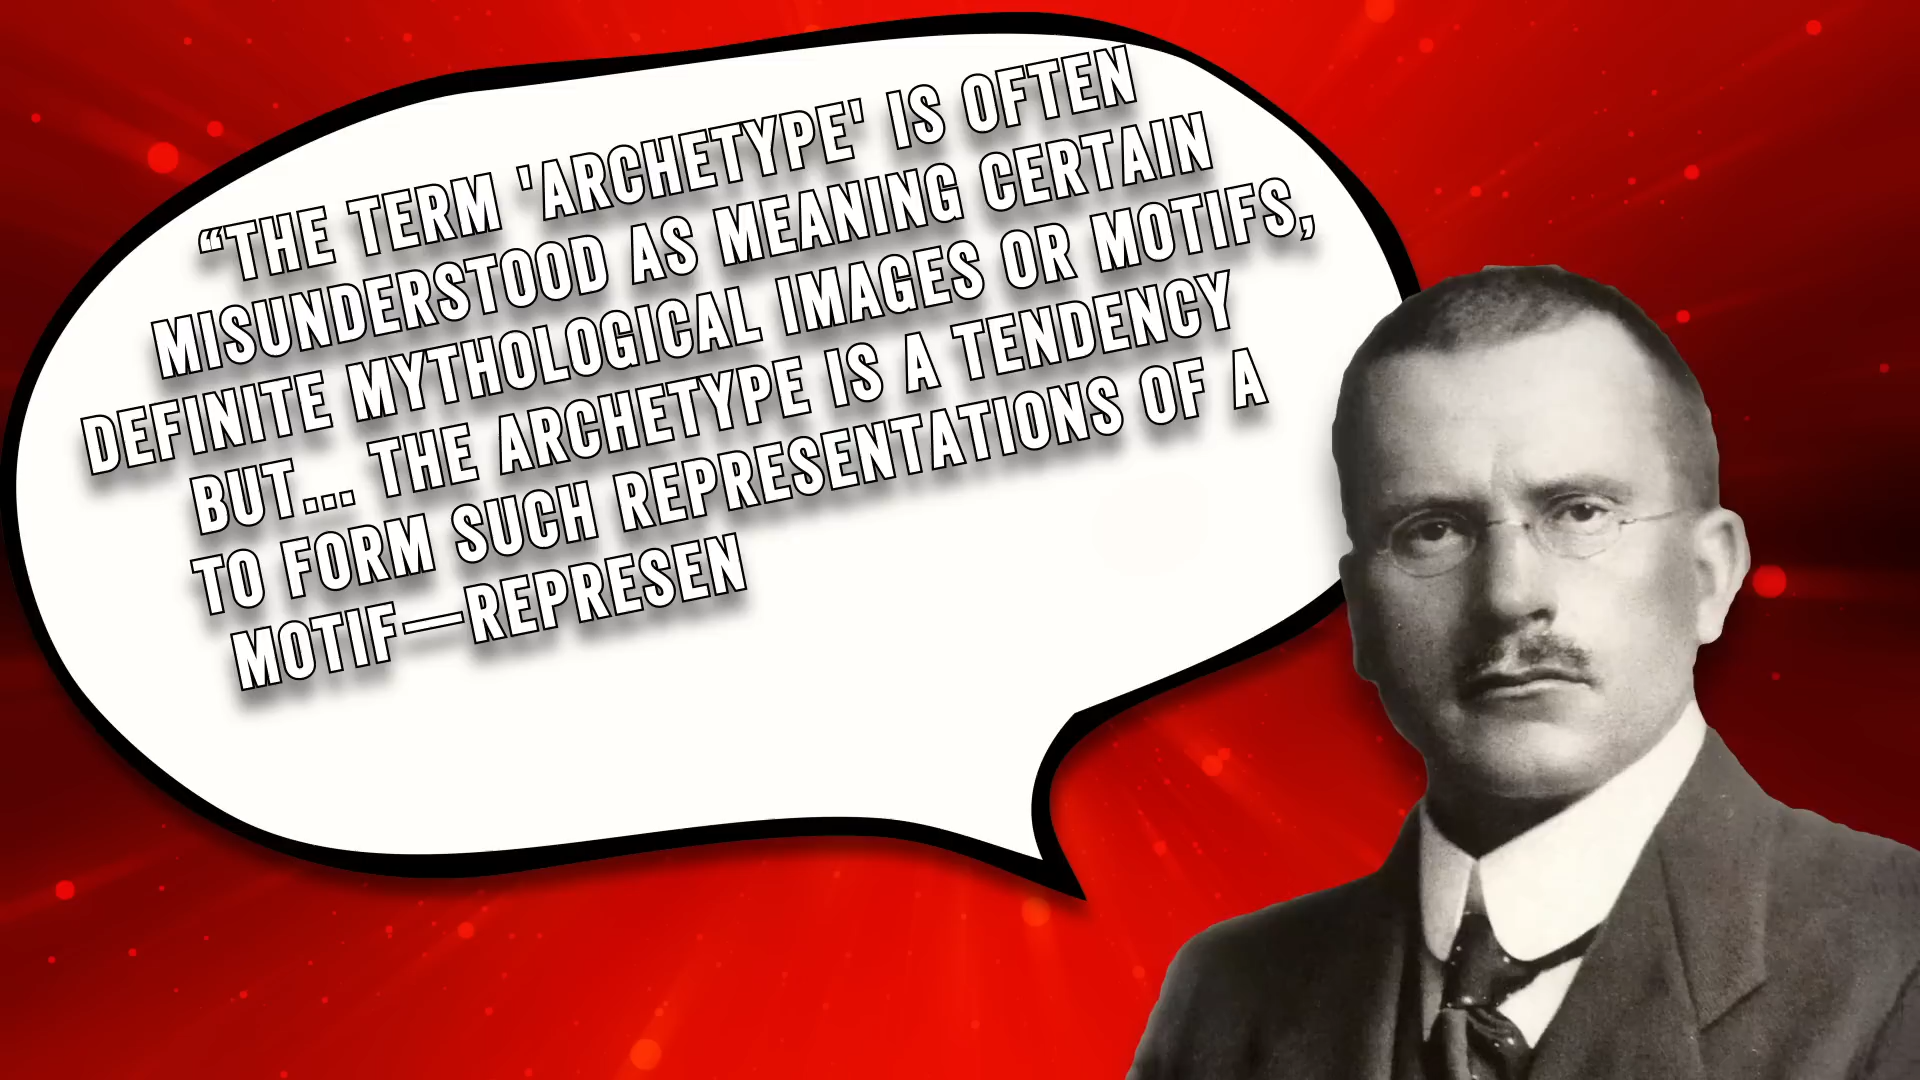 “THE TERM 'ARCHETYPE' IS OFTEN
MISUNDERSTOOD AS MEANING CERTAIN
DEFINITE MYTHOLOGICAL IMAGES OR MOTIFS,
BUT... THE ARCHETYPE IS A TENDENCY
TO FORM SUCH REPRESENTATIONS OF A
MOTIF—REPRESEN